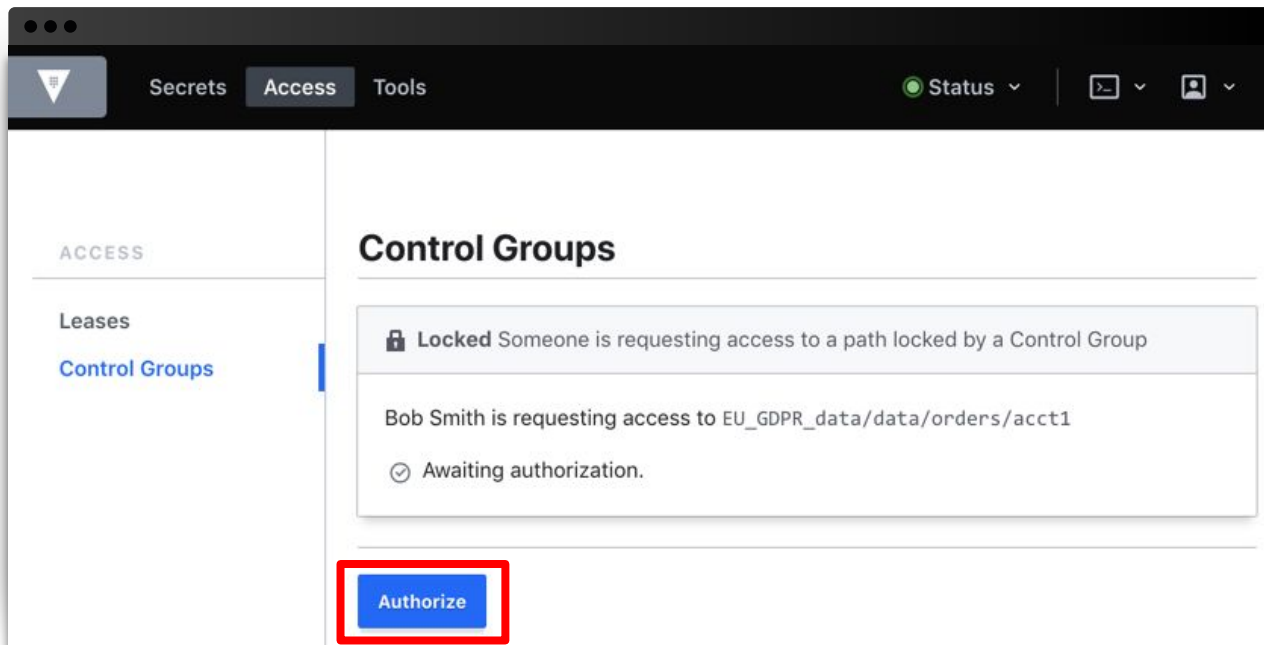 Secrets Access Tools Status
ACCESS
Leases
Control Groups
Control Groups
Locked Someone is requesting access to a path locked by a Control Group
Bob Smith is requesting access to EU_GDPR_data/data/orders/acct1
Awaiting authorization.
Authorize